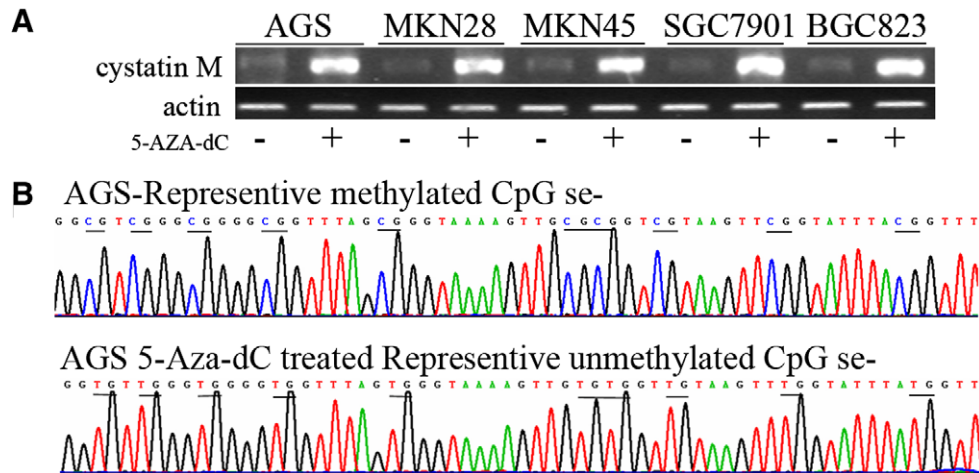 A
AGS MKN28 MKN45 SGC7901 BGC823
cystatin M
actin
5-AZA-dC - + - + - + - + - +
B
AGS-Representive methylated CpG se-
G G C G T C G G G C G G G G C G G T T T A G C G G G T A A A A G T T G C G C G G T C G T A A G T T C G G T A T T T A C G G T T T
AGS 5-Aza-dC treated Representive unmethylated CpG se-
G G T G T T G G G T G G G G T G G T T T A G T G G G T A A A A G T T G T G T G G T T G T A A G T T T G G T A T T T A T G G T T